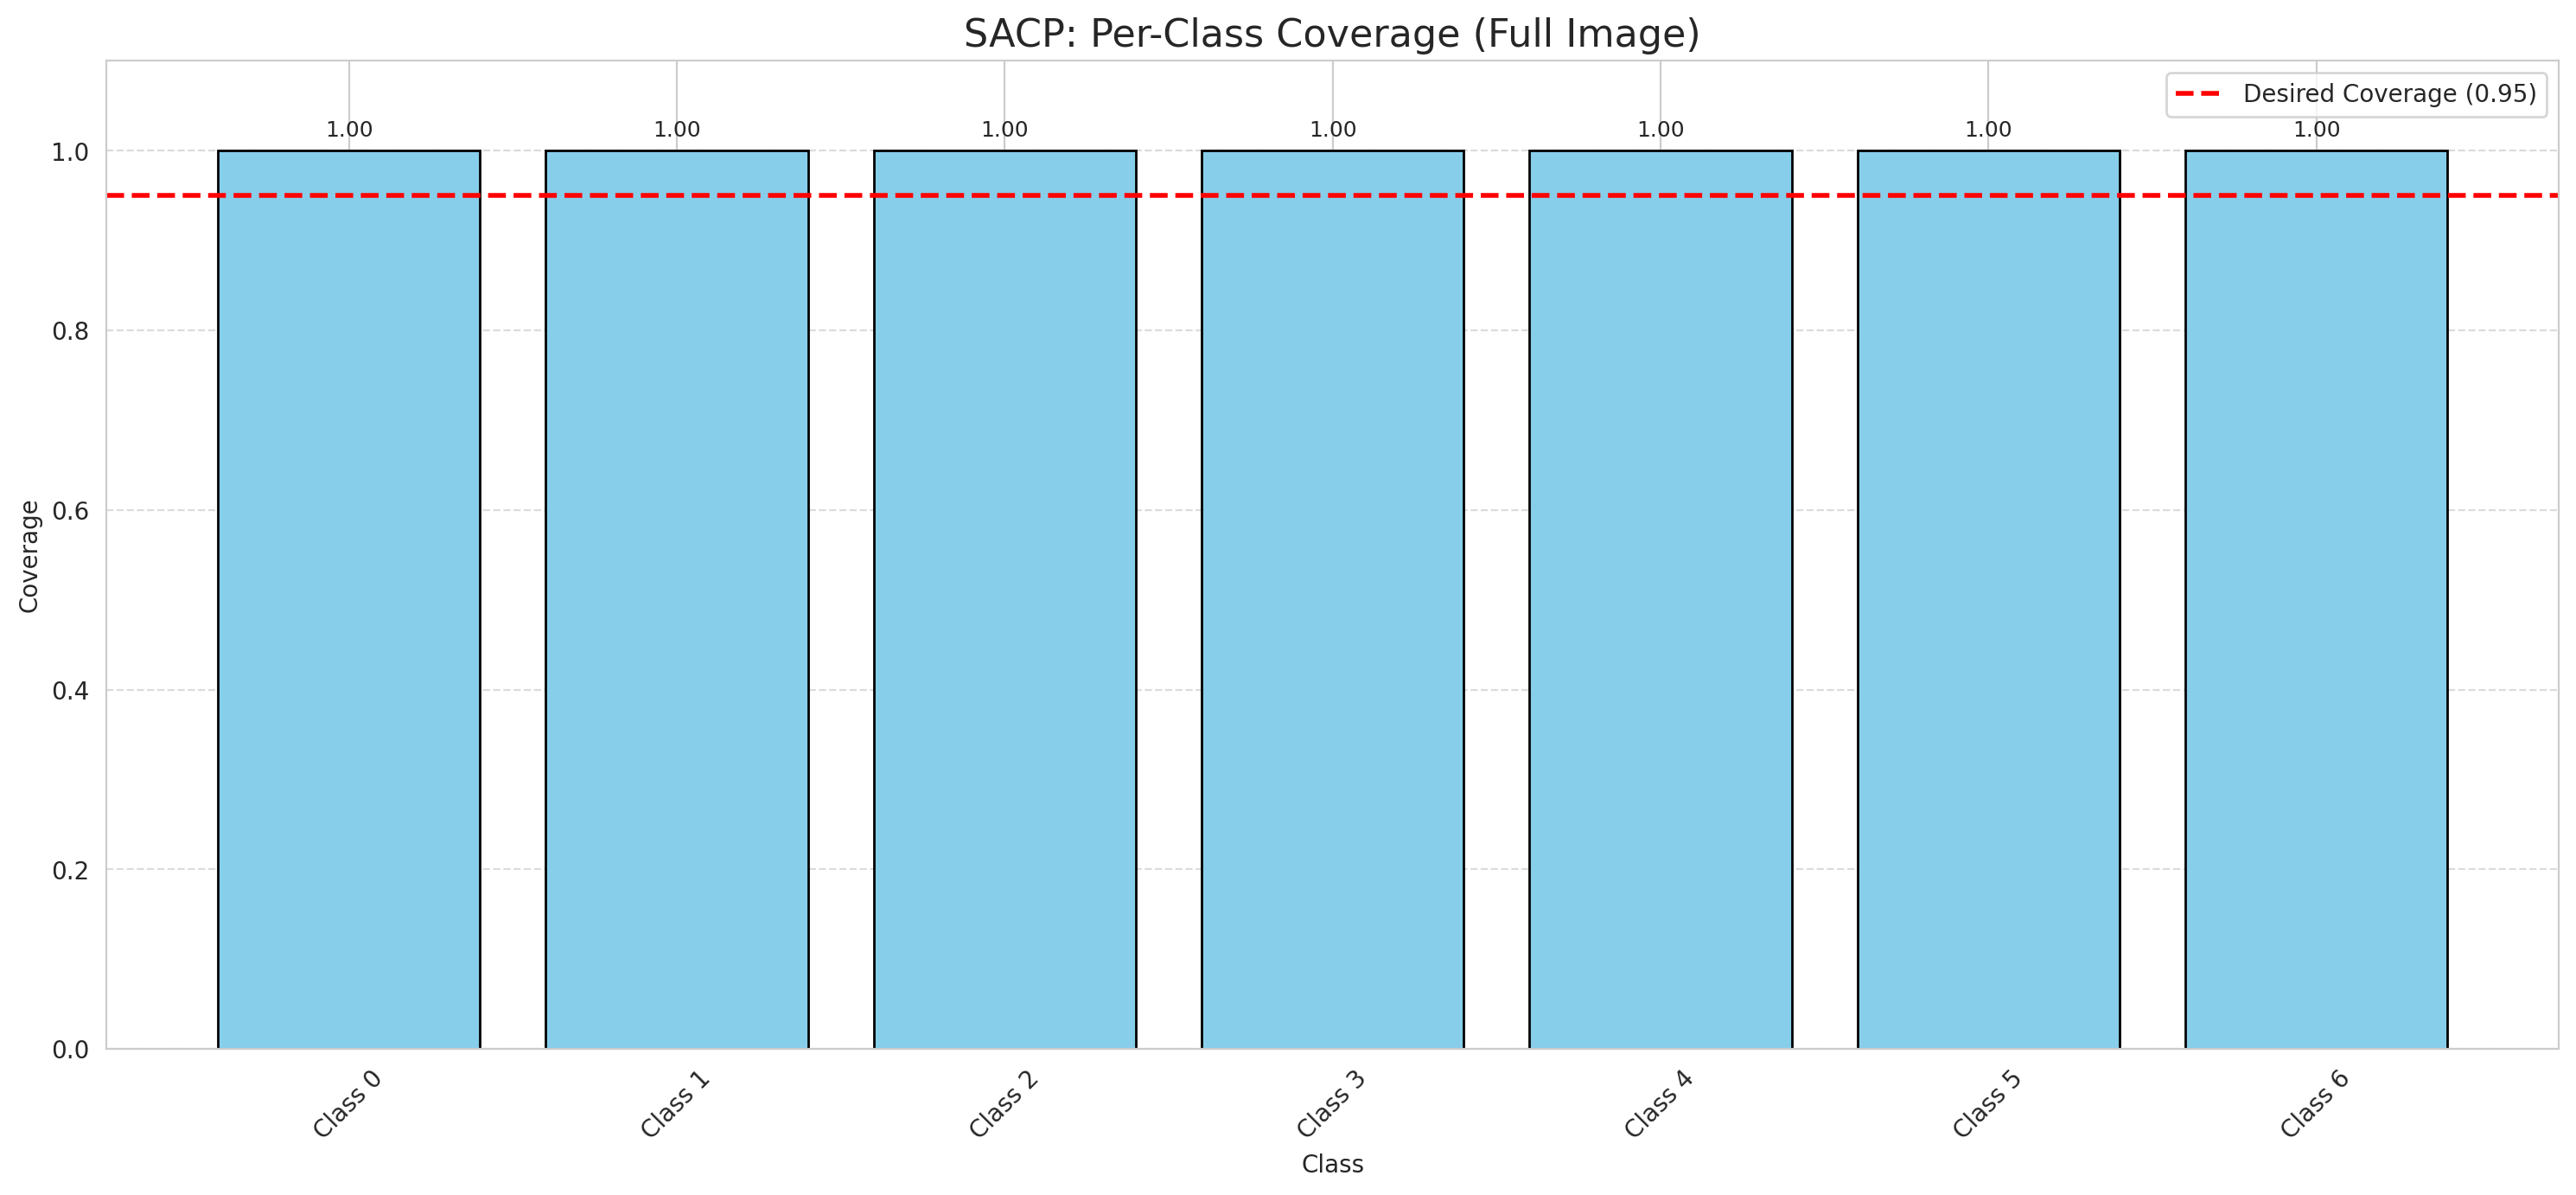 SACP: Per-Class Coverage (Full Image)
Desired Coverage (0.95)
1.00 1.00 1.00 1.00 1.00 1.00 1.00
1.0
0.8
0.6
0.4
0.2
0.0
Coverage
Class 0 Class 1 Class 2 Class 3 Class 4 Class 5 Class 6
Class